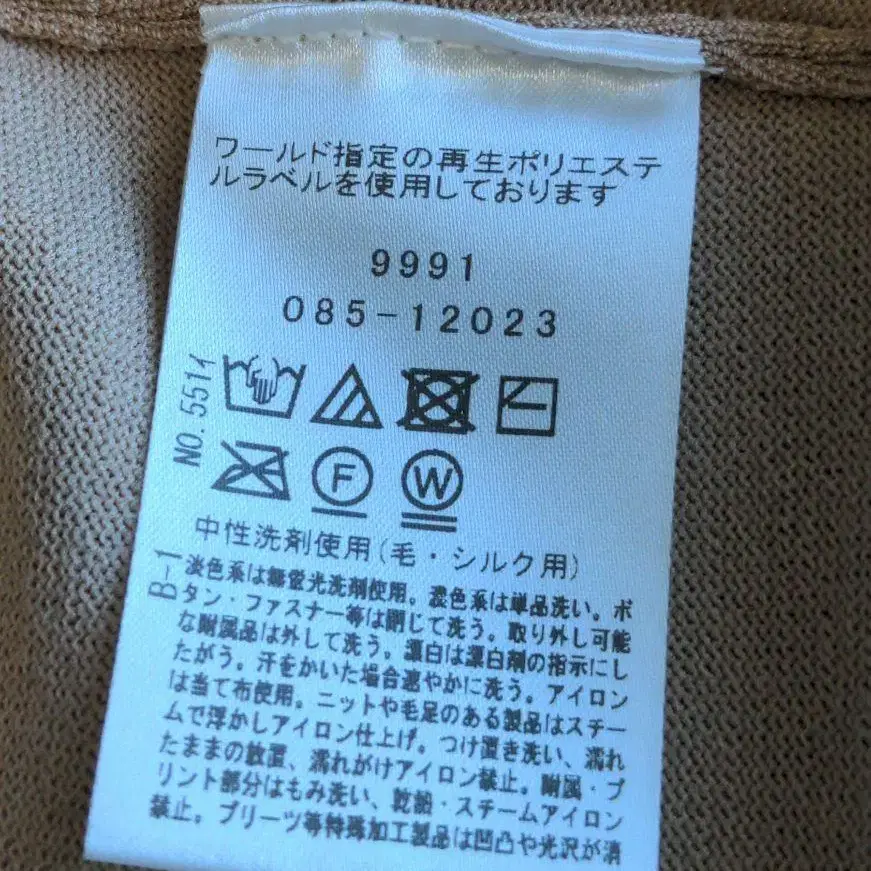 ワールド指定の再生ポリエステ
ルラベルを使用しております
9991
085-12023
NO. 5511
F W
中性洗剤使用(毛・シルク用)
B-1
淡色系は無蛍光洗剤使用。濃色系は単品洗い。ボ
タン・ファスナー等は閉じて洗う。取り外し可能
な附属品は外して洗う。漂白は漂白剤の指示にし
たがう。汗をかいた場合速やかに洗う。アイロン
は当て布使用。ニットや毛足のある製品はスチー
ムで浮かしアイロン仕上げ。つけ置き洗い、濡れ
たままの放置、濡れがけアイロン禁止。附属・プ
リント部分はもみ洗い、乾燥・スチームアイロン
禁止。プリーツ等特殊加工製品は凹凸や光沢が消